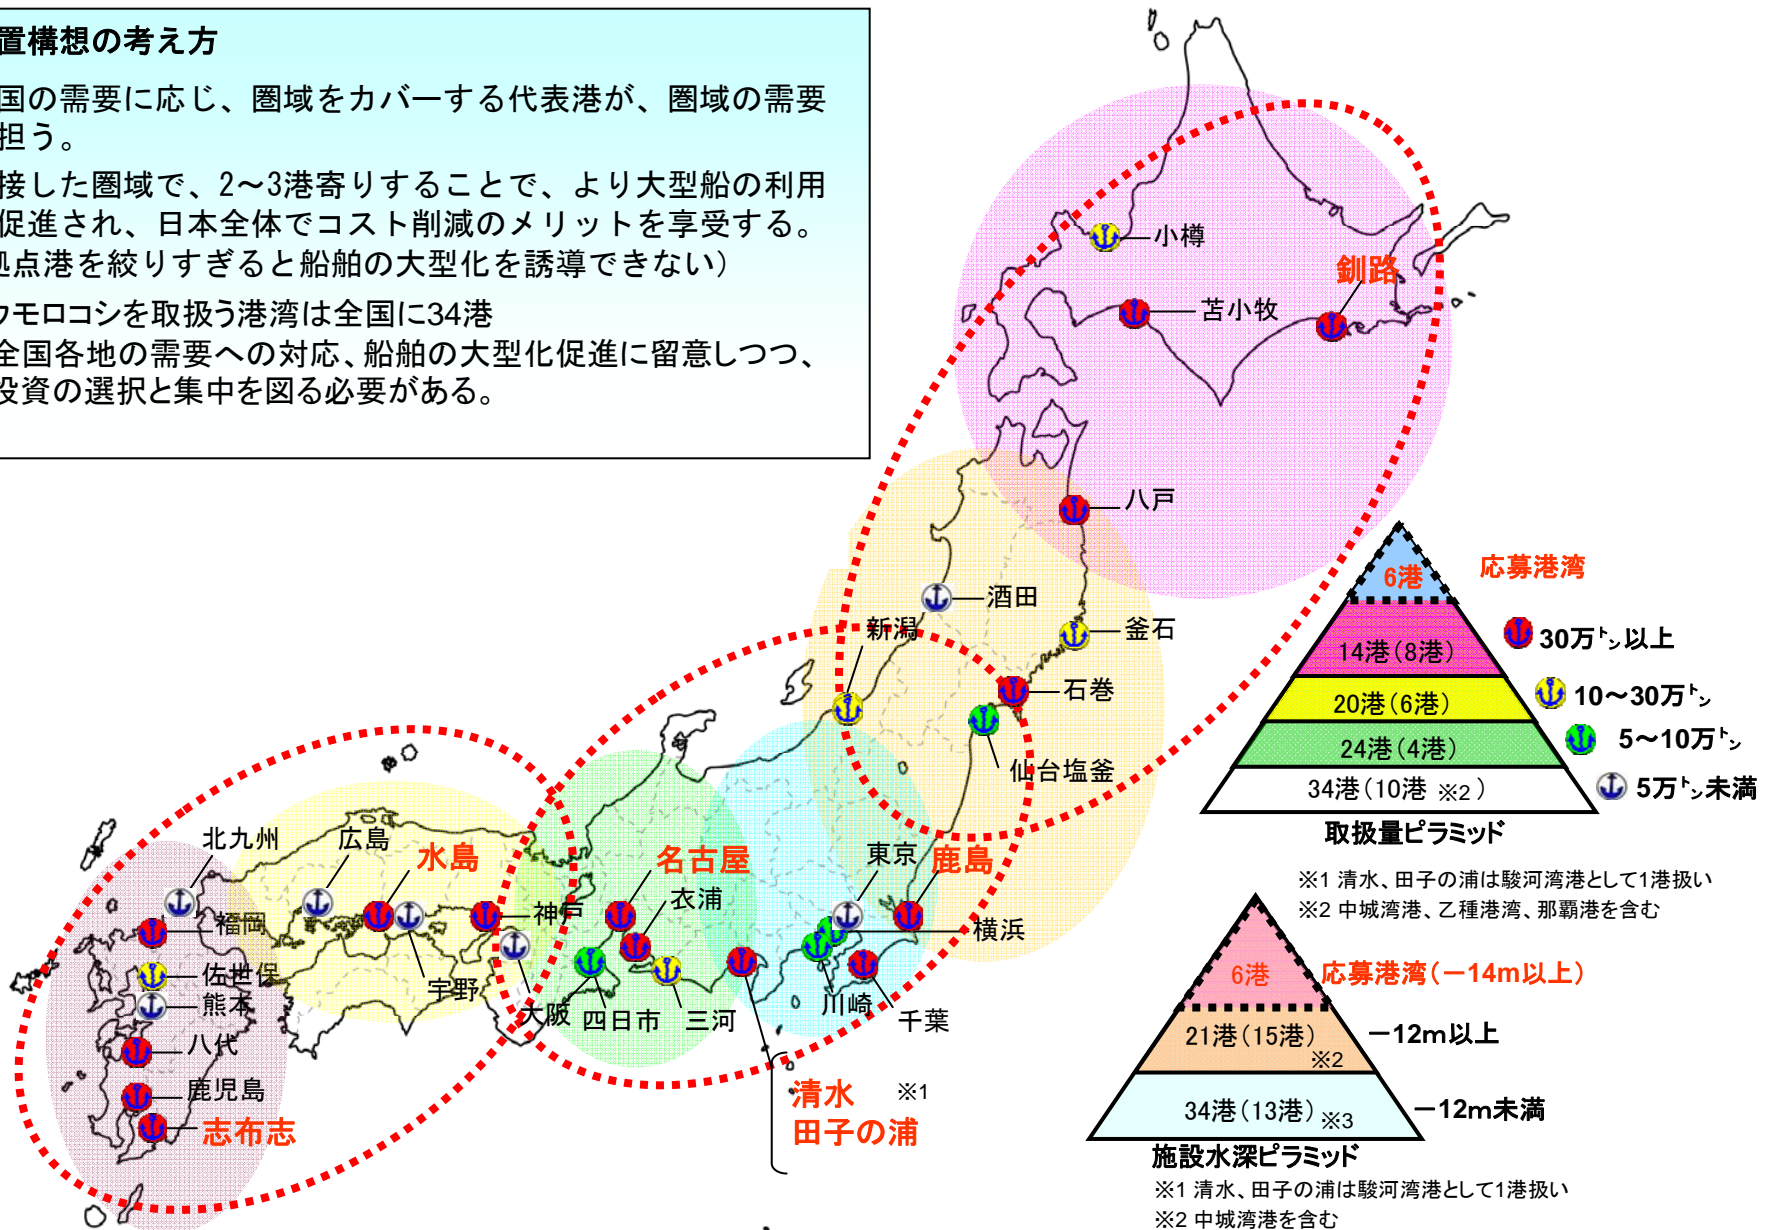 置構想の考え方
国の需要に応じ、圏域をカバーする代表港が、圏域の需要
担う。
接した圏域で、2～3港寄りすることで、より大型船の利用
促進され、日本全体でコスト削減のメリットを享受する。
処点港を絞りすぎると船舶の大型化を誘導できない）
ウモロコシを取扱う港湾は全国に34港
全国各地の需要への対応、船舶の大型化促進に留意しつつ、
投資の選択と集中を図る必要がある。
小樽
釧路
苫小牧
八戸
酒田
新潟
釜石
石巻
仙台塩釜
北九州
広島
水島
名古屋
東京
鹿島
衣浦
福岡
神戸
横浜
佐世保
宇野
熊本
大阪
四日市
三河
川崎
千葉
八代
鹿児島
志布志
清水
※1
田子の浦
6港
応募港湾
14港（8港）
30万㌧以上
20港（6港）
10～30万㌧
24港（4港）
5～10万㌧
34港（10港 ※2 ）
5万㌧未満
取扱量ピラミッド
※1 清水、田子の浦は駿河湾港として1港扱い
※2 中城湾港、乙種港湾、那覇港を含む
6港
応募港湾（－14m以上）
21港（15港）
※2
－12m以上
34港（13港）※3
－12m未満
施設水深ピラミッド
※1 清水、田子の浦は駿河湾港として1港扱い
※2 中城湾港を含む